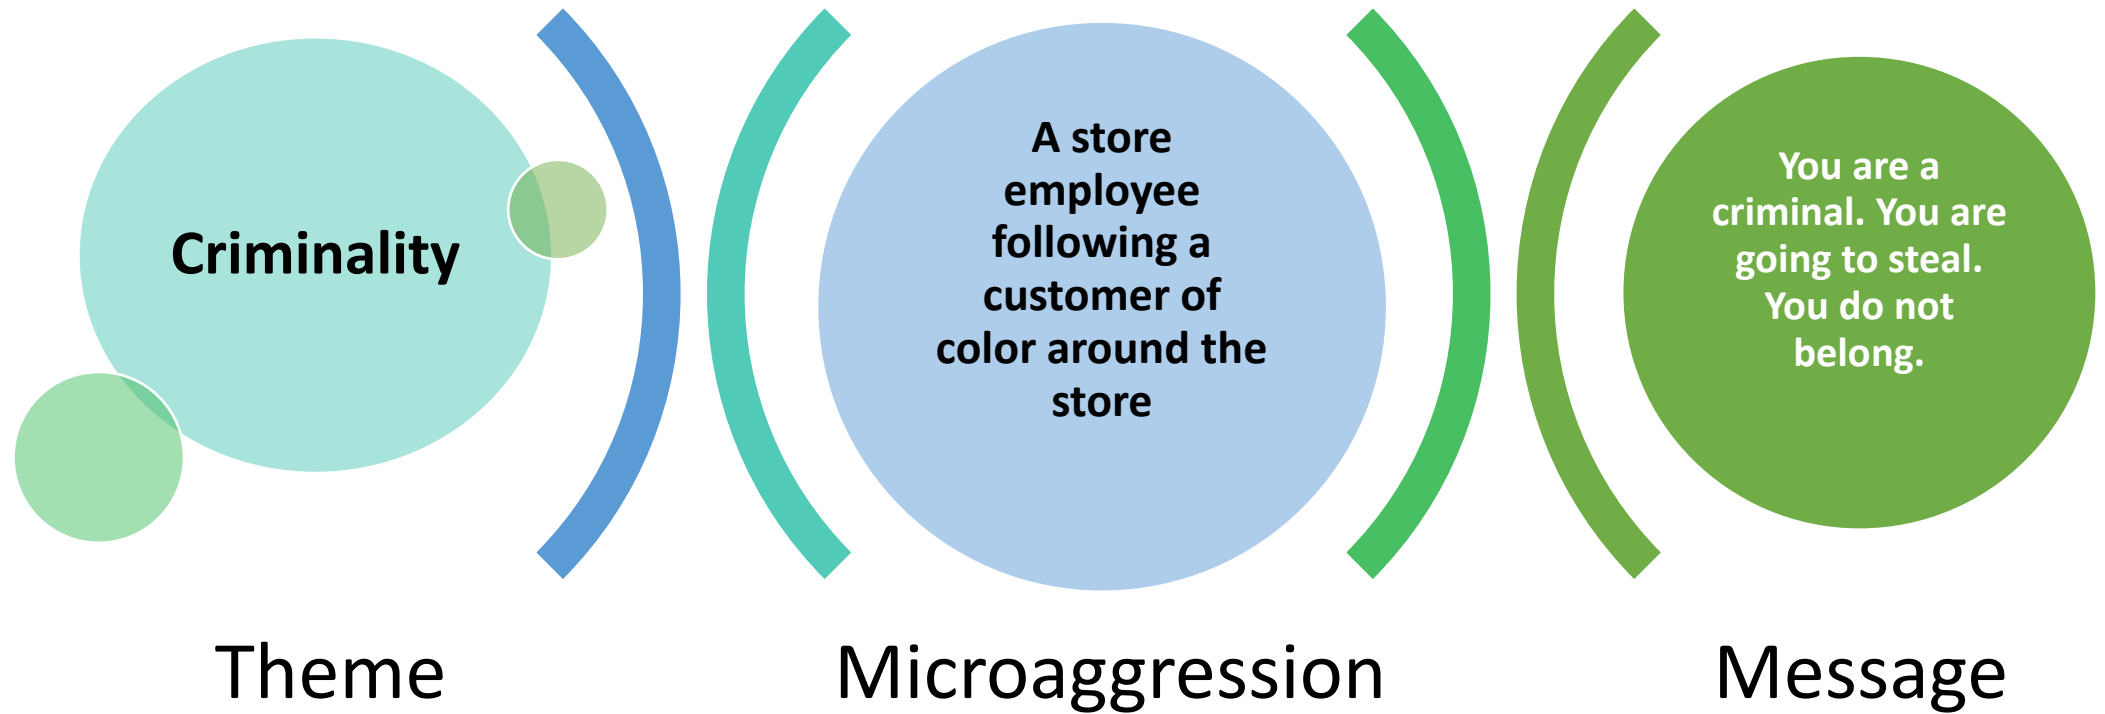 Criminality
A store
employee
following a
customer of
color around the
store
You are a
criminal. You are
going to steal.
You do not
belong.
Theme
Microaggression
Message